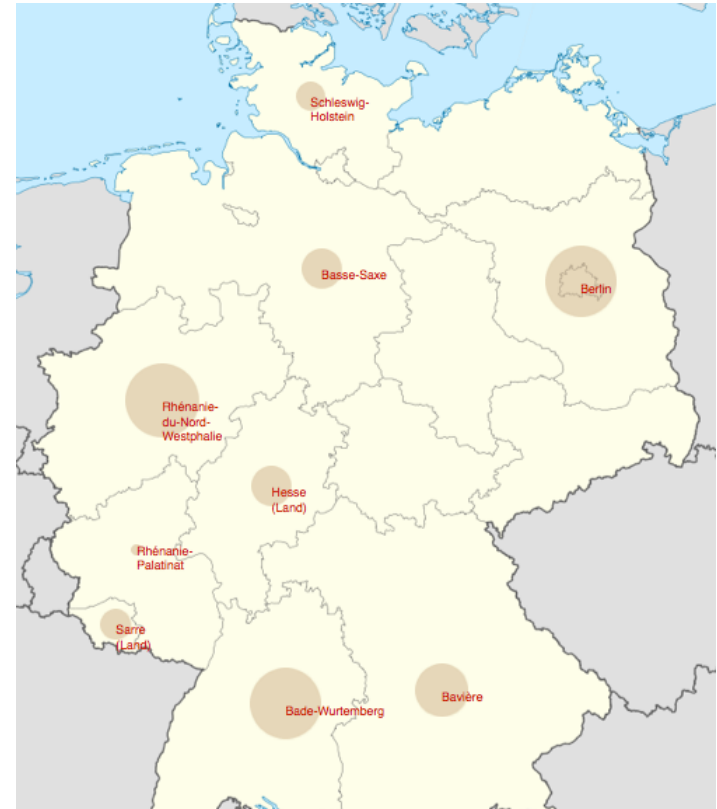 Schleswig-
Holstein
Basse-Saxe
Berlin
Rhénanie-
du-Nord-
Westphalie
Hesse
(Land)
Rhénanie-
Palatinat
Sarre
(Land)
Bade-Wurtemberg
Bavière